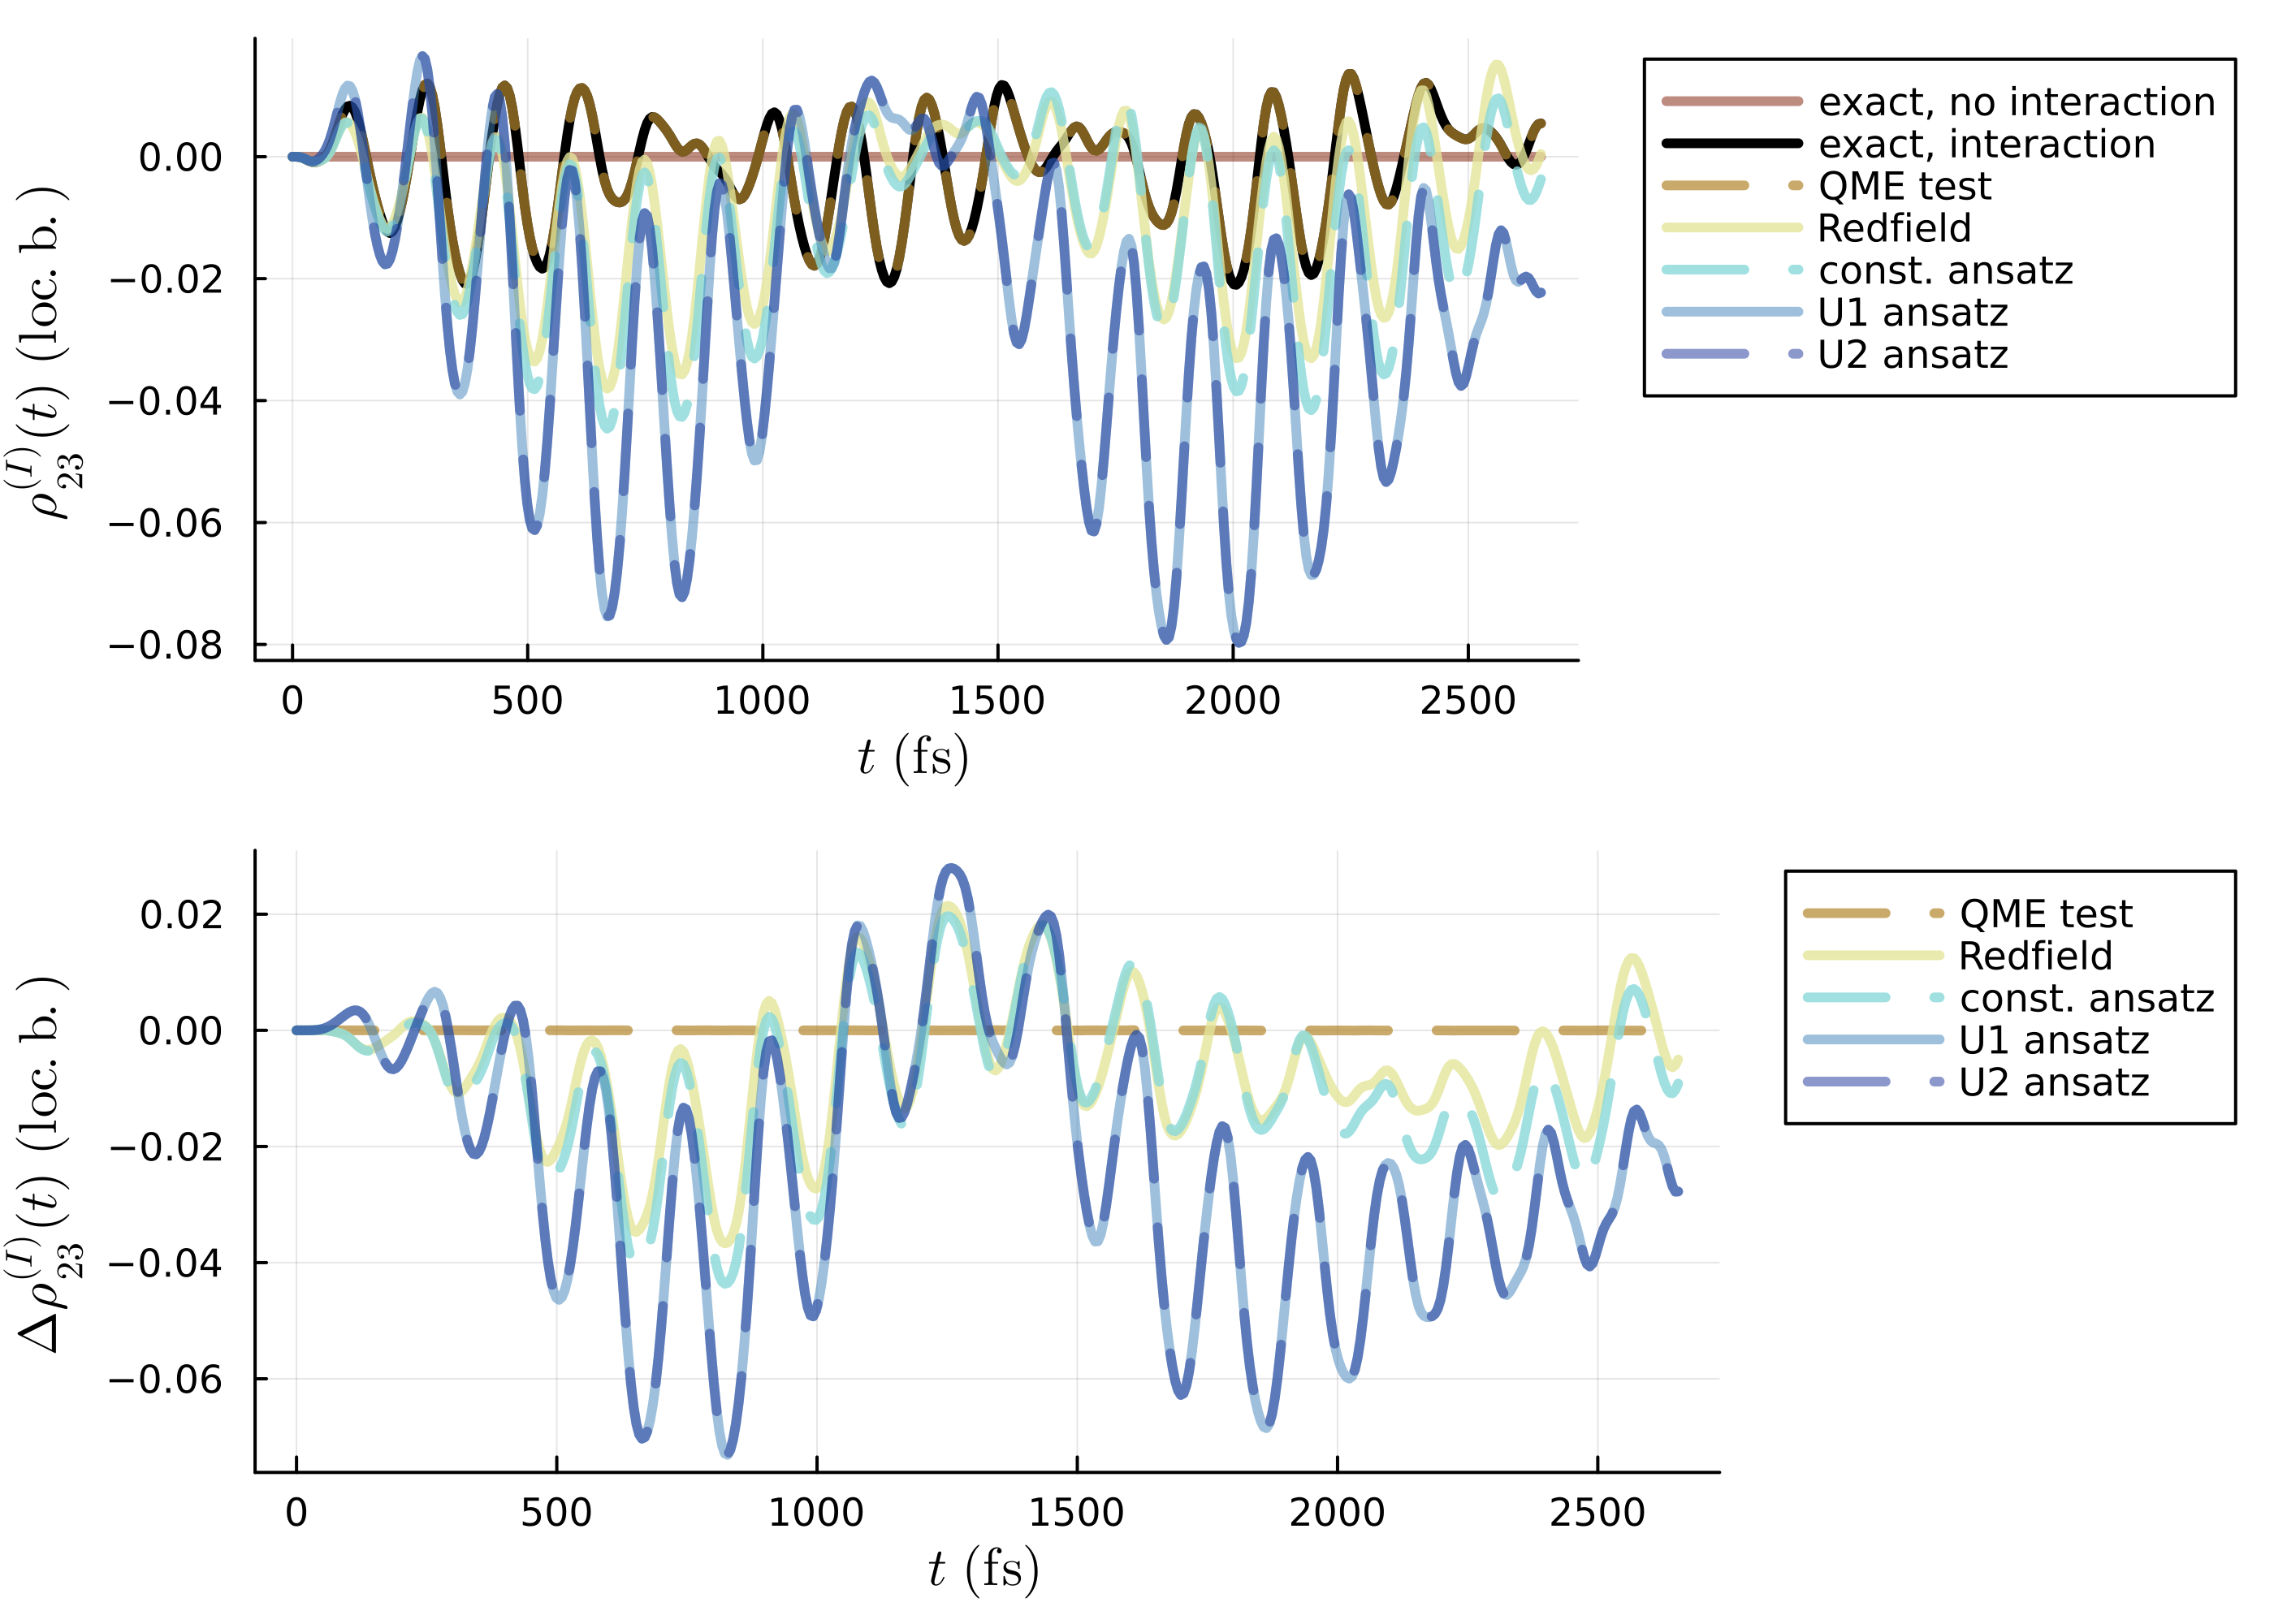 ρ₂₃⁽ᴵ⁾(t) (loc. b. )
0.00
−0.02
−0.04
−0.06
−0.08
0 500 1000 1500 2000 2500
t (fs)
exact, no interaction
exact, interaction
QME test
Redfield
const. ansatz
U1 ansatz
U2 ansatz
Δρ₂₃⁽ᴵ⁾(t) (loc. b. )
0.02
0.00
−0.02
−0.04
−0.06
0 500 1000 1500 2000 2500
t (fs)
QME test
Redfield
const. ansatz
U1 ansatz
U2 ansatz